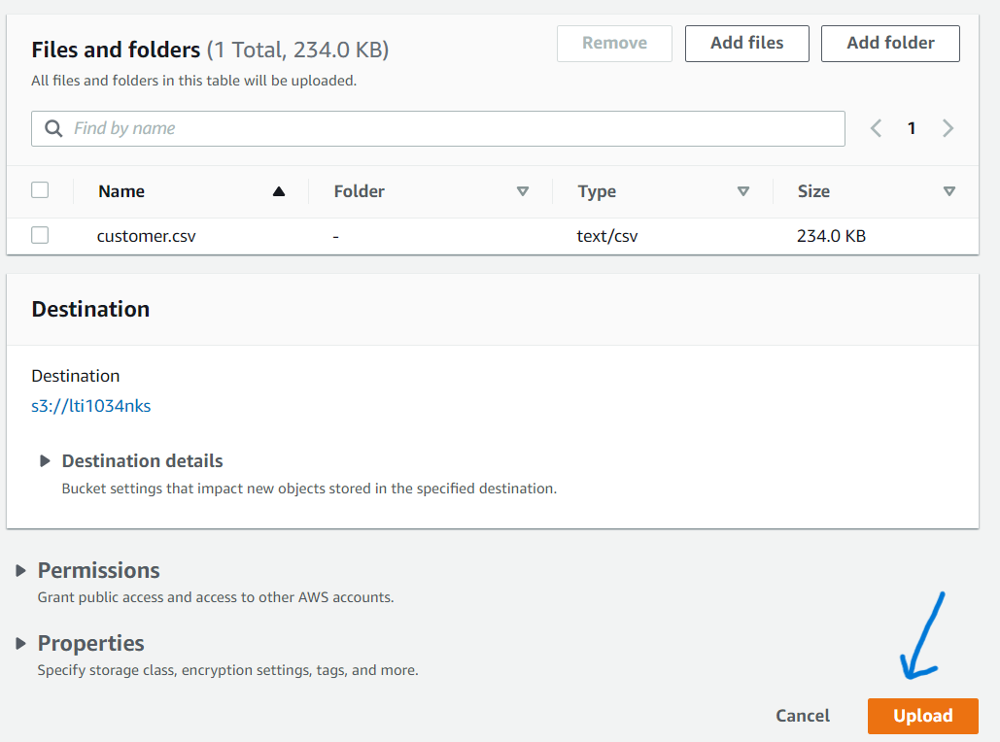 Files and folders (1 Total, 234.0 KB)
Remove
Add files
Add folder
All files and folders in this table will be uploaded.
Find by name
1
Name Folder Type Size
customer.csv - text/csv 234.0 KB
Destination
Destination
s3://lti1034nks
Destination details
Bucket settings that impact new objects stored in the specified destination.
Permissions
Grant public access and access to other AWS accounts.
Properties
Specify storage class, encryption settings, tags, and more.
Cancel
Upload